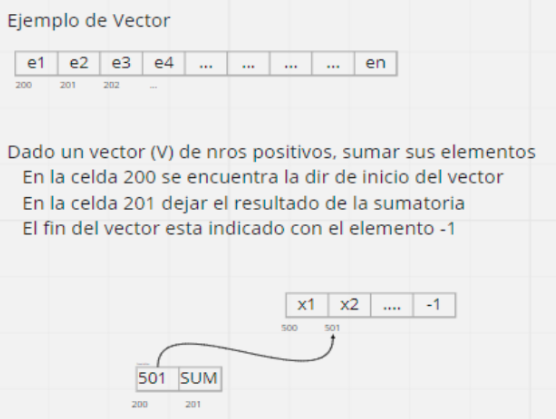 Ejemplo de Vector
e1 e2 e3 e4 ... ... ... ... en
200 201 202 ...
Dado un vector (V) de nros positivos, sumar sus elementos
En la celda 200 se encuentra la dir de inicio del vector
En la celda 201 dejar el resultado de la sumatoria
El fin del vector esta indicado con el elemento -1
x1 x2 .... -1
500 501
501 SUM
200 201